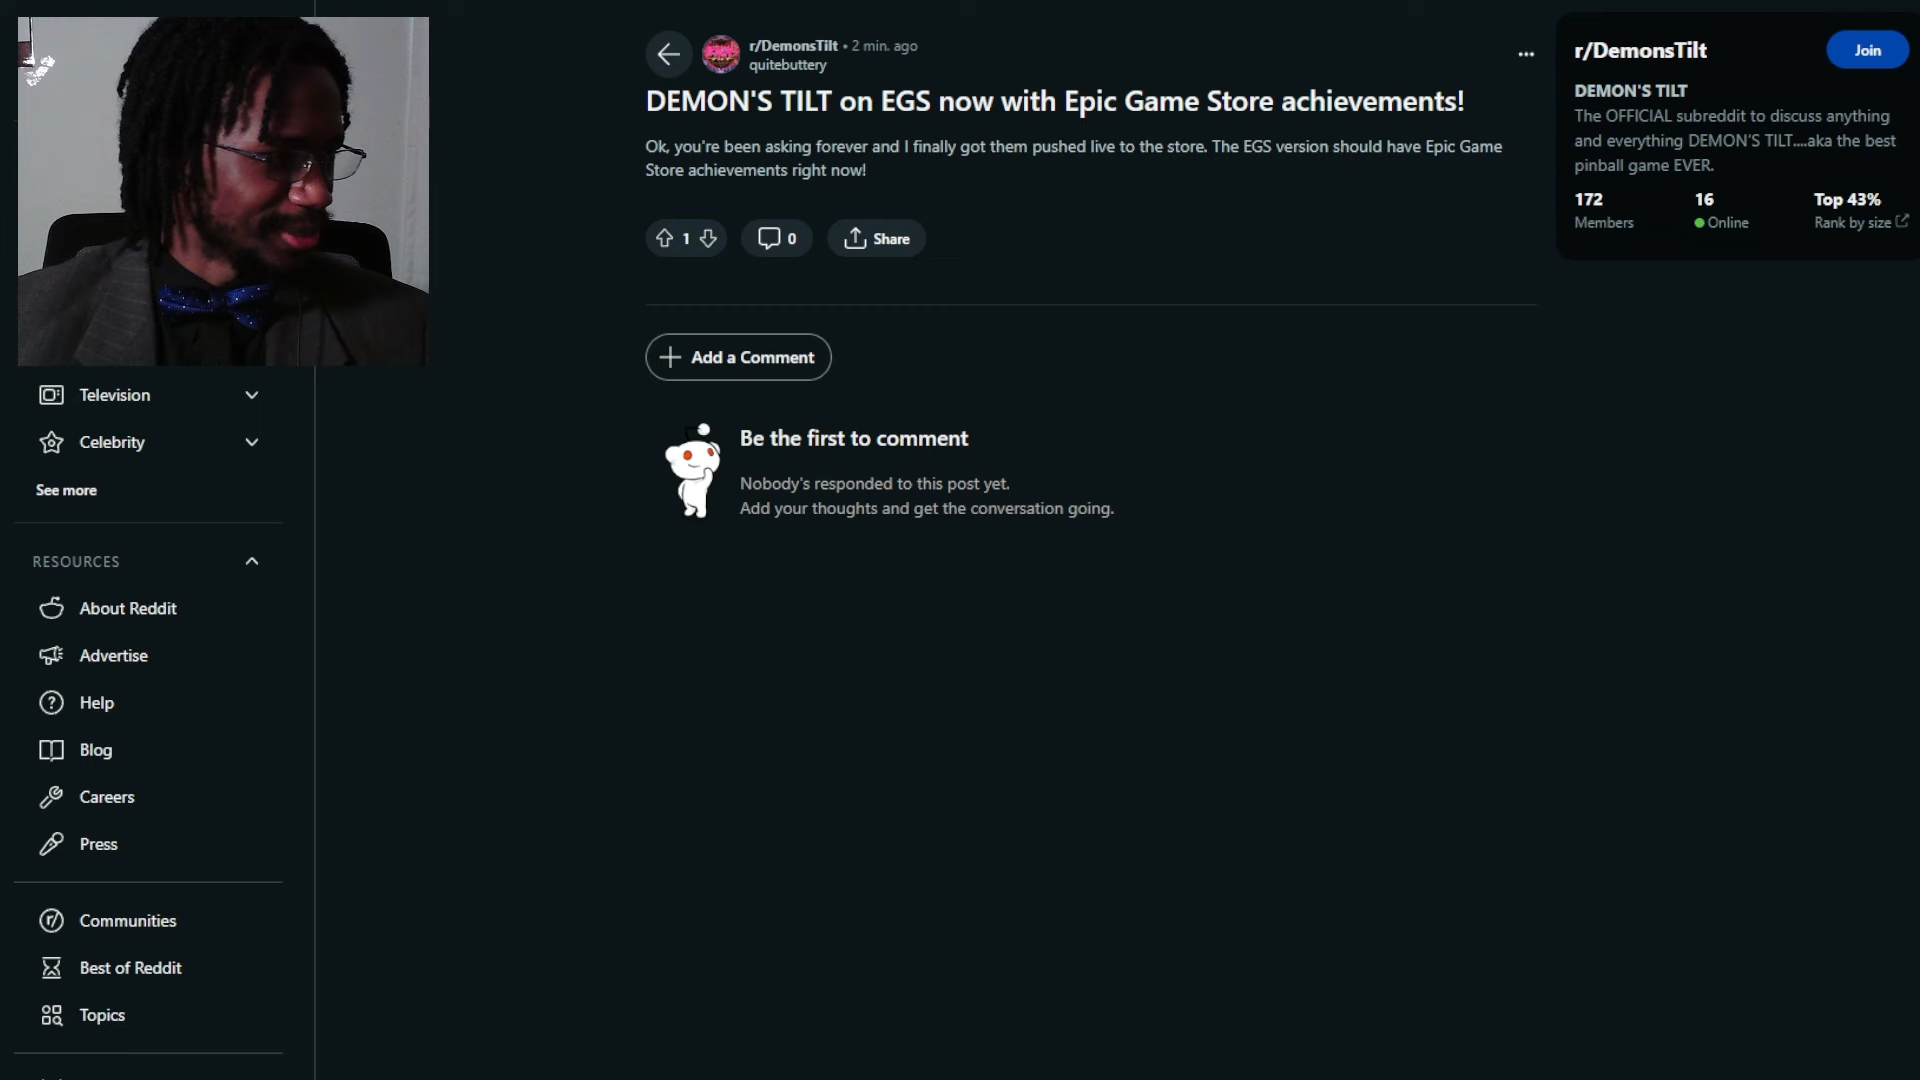 r/DemonsTilt • 2 min. ago
quitebuttery
DEMON'S TILT on EGS now with Epic Game Store achievements!
Ok, you're been asking forever and I finally got them pushed live to the store. The EGS version should have Epic Game
Store achievements right now!
1
0
Share
Add a Comment
Be the first to comment
Nobody's responded to this post yet.
Add your thoughts and get the conversation going.
r/DemonsTilt
Join
DEMON'S TILT
The OFFICIAL subreddit to discuss anything
and everything DEMON'S TILT....aka the best
pinball game EVER.
172 16 Top 43%
Members Online Rank by size
Television
Celebrity
See more
RESOURCES
About Reddit
Advertise
Help
Blog
Careers
Press
Communities
Best of Reddit
Topics